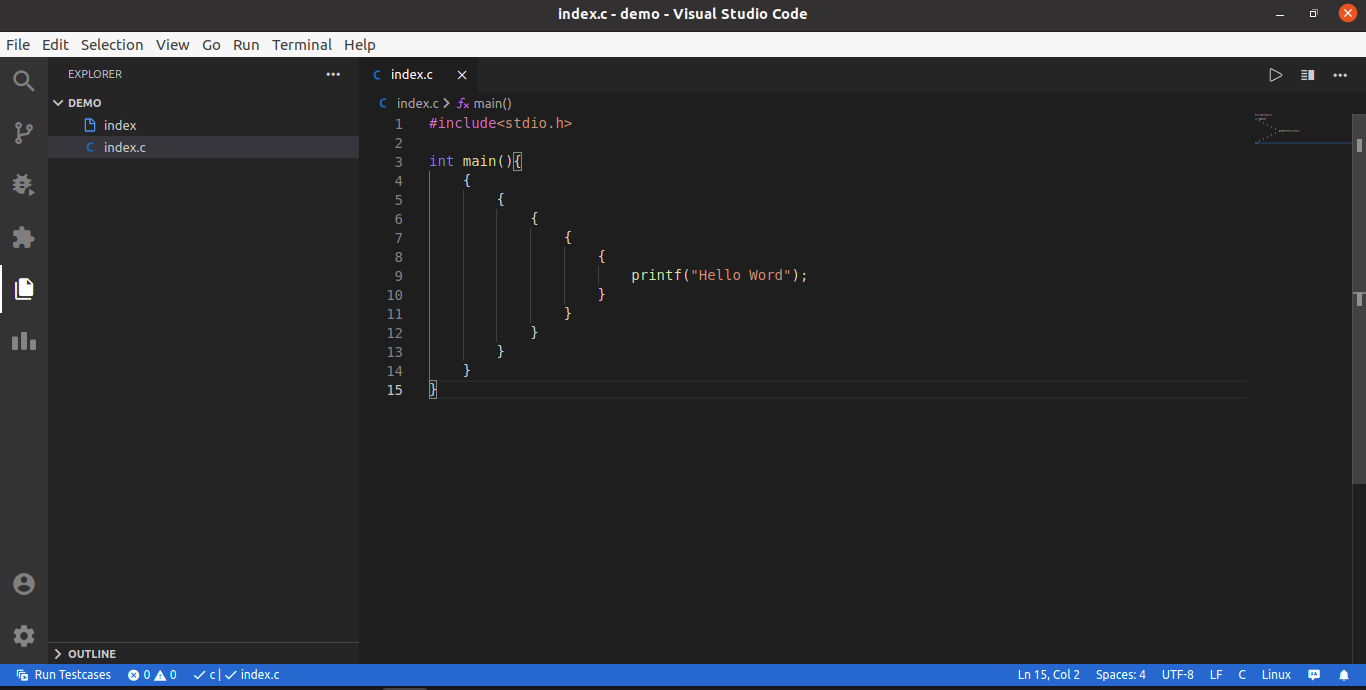 index.c - demo - Visual Studio Code
File Edit Selection View Go Run Terminal Help
EXPLORER
DEMO
index
index.c
OUTLINE
index.c
index.c > main()
1 #include<stdio.h>
2
3 int main(){
4 {
5 {
6 {
7 {
8 {
9 printf("Hello Word");
10 }
11 }
12 }
13 }
14 }
15 }
Run Testcases 0 0 c | index.c Ln 15, Col 2 Spaces: 4 UTF-8 LF C Linux